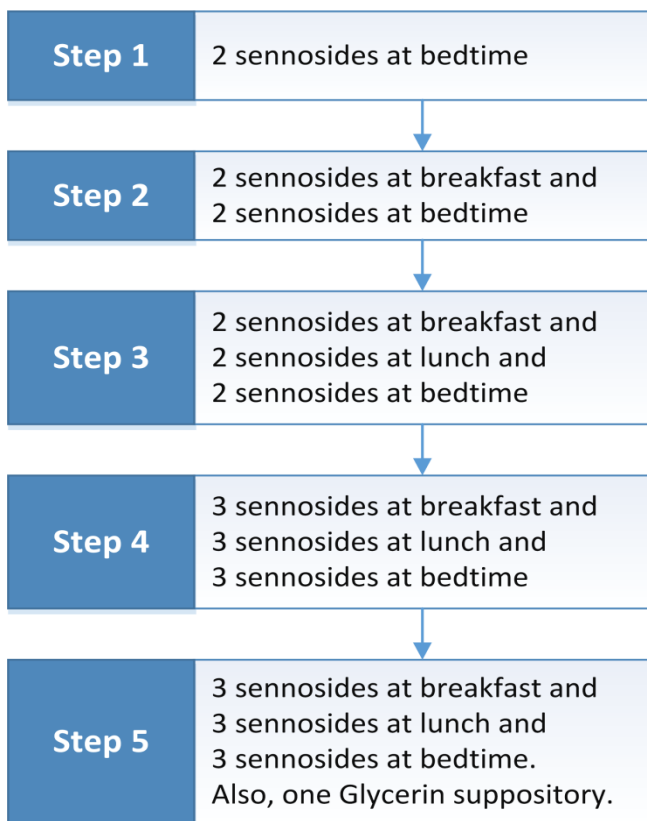 Step 1
2 sennosides at bedtime
Step 2
2 sennosides at breakfast and
2 sennosides at bedtime
Step 3
2 sennosides at breakfast and
2 sennosides at lunch and
2 sennosides at bedtime
Step 4
3 sennosides at breakfast and
3 sennosides at lunch and
3 sennosides at bedtime
Step 5
3 sennosides at breakfast and
3 sennosides at lunch and
3 sennosides at bedtime.
Also, one Glycerin suppository.